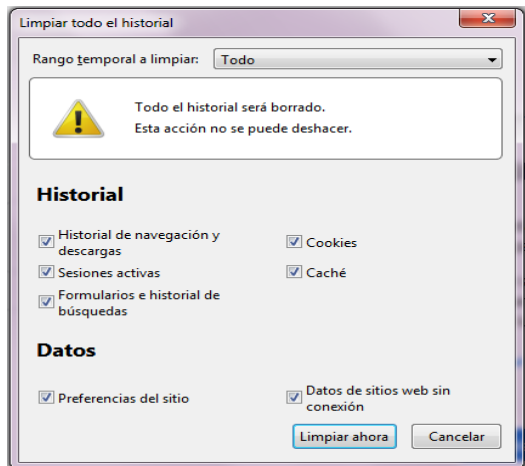 Limpiar todo el historial
Rango temporal a limpiar: Todo
Todo el historial será borrado.
Esta acción no se puede deshacer.
Historial
Historial de navegación y
descargas
Cookies
Sesiones activas
Caché
Formularios e historial de
búsquedas
Datos
Preferencias del sitio
Datos de sitios web sin
conexión
Limpiar ahora
Cancelar